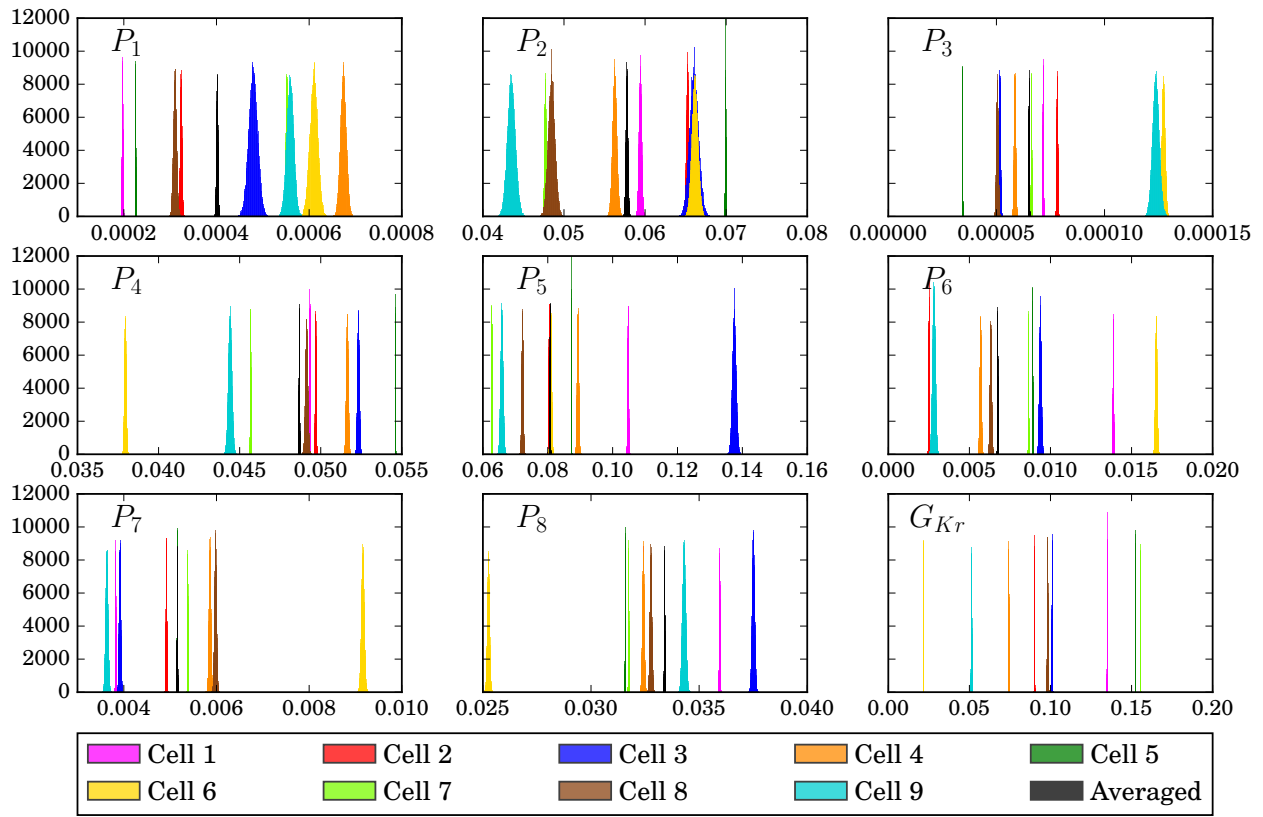 12000 10000 8000 6000 4000 2000 0
P1 P2 P3
0.0002 0.0004 0.0006 0.0008 0.04 0.05 0.06 0.07 0.08 0.00000 0.00005 0.00010 0.00015
12000 10000 8000 6000 4000 2000 0
P4 P5 P6
0.035 0.040 0.045 0.050 0.055 0.06 0.08 0.10 0.12 0.14 0.16 0.000 0.005 0.010 0.015 0.020
12000 10000 8000 6000 4000 2000 0
P7 P8 GKr
0.004 0.006 0.008 0.010 0.025 0.030 0.035 0.040 0.00 0.05 0.10 0.15 0.20
Cell 1 Cell 2 Cell 3 Cell 4 Cell 5
Cell 6 Cell 7 Cell 8 Cell 9 Averaged